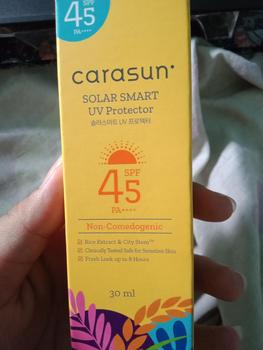 SPF
45
PA++++
carasun
SOLAR SMART
UV Protector
솔라스마트 UV 프로텍터
SPF
45
PA++++
Non-Comedogenic
Rice Extract & City Stem™
Clinically Tested Safe for Sensitive Skin
Fresh Look up to 8 Hours
30 ml